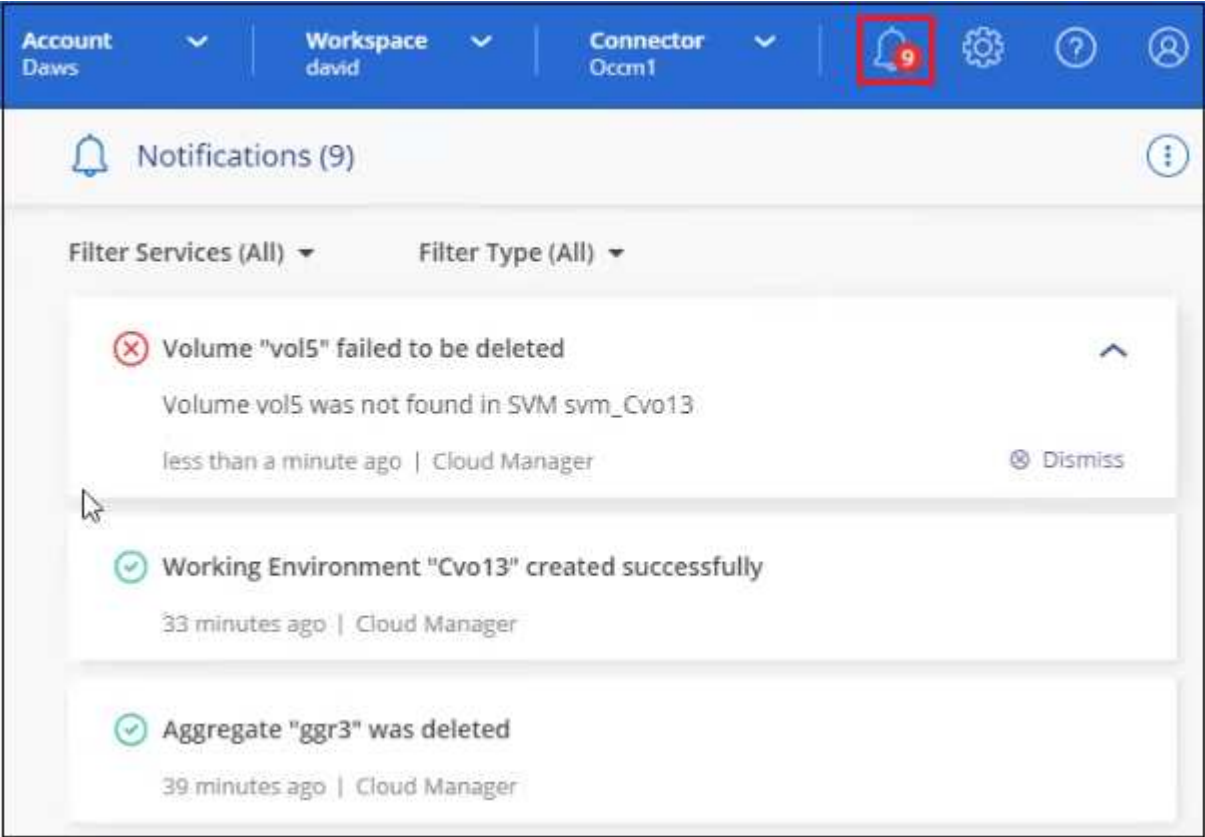 Account Workspace Connector
Daws david Occm1
9
?
Notifications (9)
Filter Services (All) Filter Type (All)
Volume "vol5" failed to be deleted
Volume vol5 was not found in SVM svm_Cvo13
less than a minute ago | Cloud Manager Dismiss
Working Environment "Cvo13" created successfully
33 minutes ago | Cloud Manager
Aggregate "ggr3" was deleted
39 minutes ago | Cloud Manager